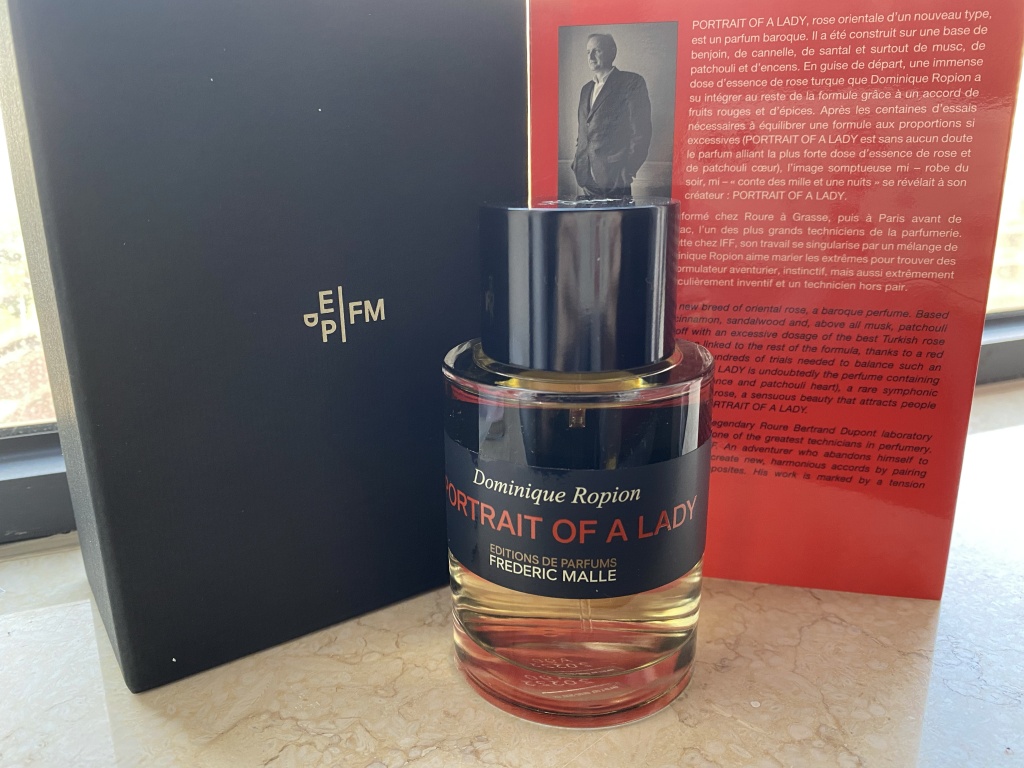 E
D
P
FM
PORTRAIT OF A LADY, rose orientale d'un nouveau type,
est un parfum baroque. Il a été construit sur une base de
benjoin, de cannelle, de santal et surtout de musc, de
patchouli et d'encens. En guise de départ, une immense
dose d'essence de rose turque que Dominique Ropion a
su intégrer au reste de la formule grâce à un accord de
fruits rouges et d'épices. Après les centaines d'essais
nécessaires à équilibrer une formule aux proportions si
excessives (PORTRAIT OF A LADY est sans aucun doute
le parfum alliant la plus forte dose d'essence de rose et
de patchouli cœur), l'image somptueuse mi – robe du
soir, mi – « conte des mille et une nuits » se révélait à son
créateur : PORTRAIT OF A LADY.
formé chez Roure à Grasse, puis à Paris avant de
l'un des plus grands techniciens de la parfumerie.
chez IFF, son travail se singularise par un mélange de
Ropion aime marier les extrêmes pour trouver des
formulateur aventurier, instinctif, mais aussi extrêmement
inventif et un technicien hors pair.
new breed of oriental rose, a baroque perfume. Based
cinnamon, sandalwood and, above all musk, patchouli
off with an excessive dosage of the best Turkish rose
linked to the rest of the formula, thanks to a red
hundreds of trials needed to balance such an
LADY is undoubtedly the perfume containing
and patchouli heart), a rare symphonic
rose, a sensuous beauty that attracts people
PORTRAIT OF A LADY.
legendary Roure Bertrand Dupont laboratory
one of the greatest technicians in perfumery.
An adventurer who abandons himself to
create new, harmonious accords by pairing
His work is marked by a tension
Dominique Ropion
PORTRAIT OF A LADY
EDITIONS DE PARFUMS
FREDERIC MALLE